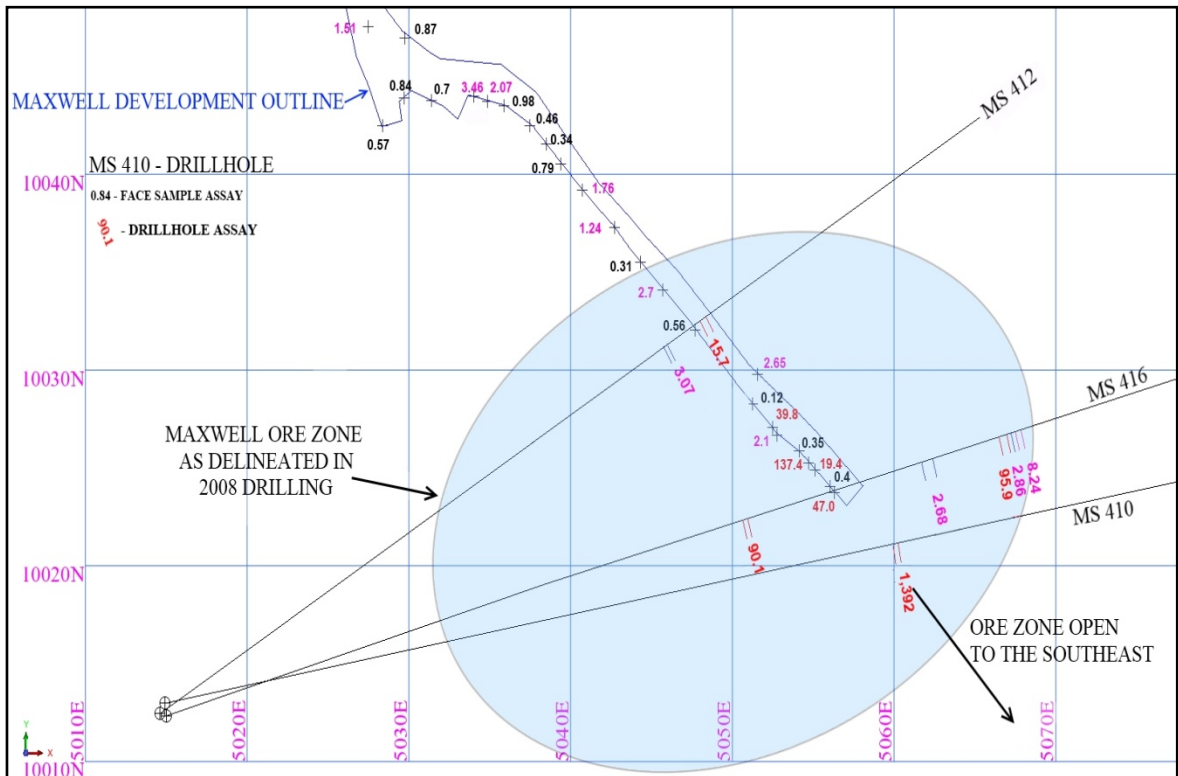 1.51
0.87
MAXWELL DEVELOPMENT OUTLINE
0.84
0.7
3.46
2.07
0.98
0.46
0.34
0.57
0.79
MS 410 - DRILLHOLE
0.84 - FACE SAMPLE ASSAY
90.1 - DRILLHOLE ASSAY
MS 412
10040N
1.76
1.24
0.31
2.7
0.56
15.7
3.07
10030N
2.65
0.12
39.8
2.1
0.35
137.4
19.4
0.4
47.0
MS 416
MAXWELL ORE ZONE
AS DELINEATED IN
2008 DRILLING
90.1
2.68
95.9
2.86
8.24
MS 410
10020N
1,392
ORE ZONE OPEN
TO THE SOUTHEAST
Y
X
10010N
5010E
5020E
5030E
5040E
5050E
5060E
5070E